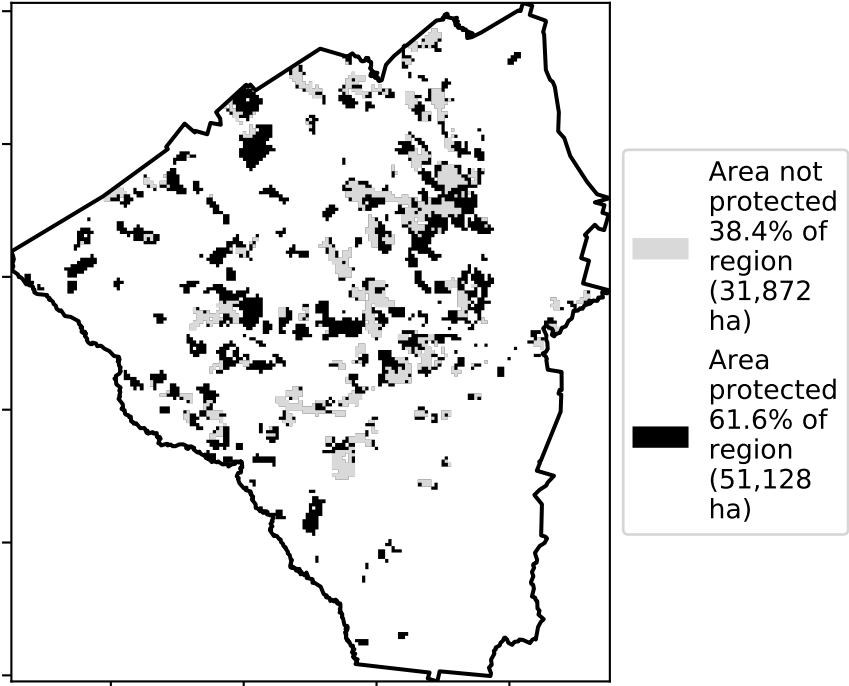 Area not
protected
38.4% of
region
(31,872
ha)
Area
protected
61.6% of
region
(51,128
ha)